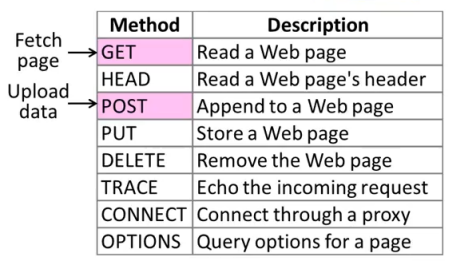 Method Description
Fetch page
GET Read a Web page
HEAD Read a Web page's header
Upload data
POST Append to a Web page
PUT Store a Web page
DELETE Remove the Web page
TRACE Echo the incoming request
CONNECT Connect through a proxy
OPTIONS Query options for a page